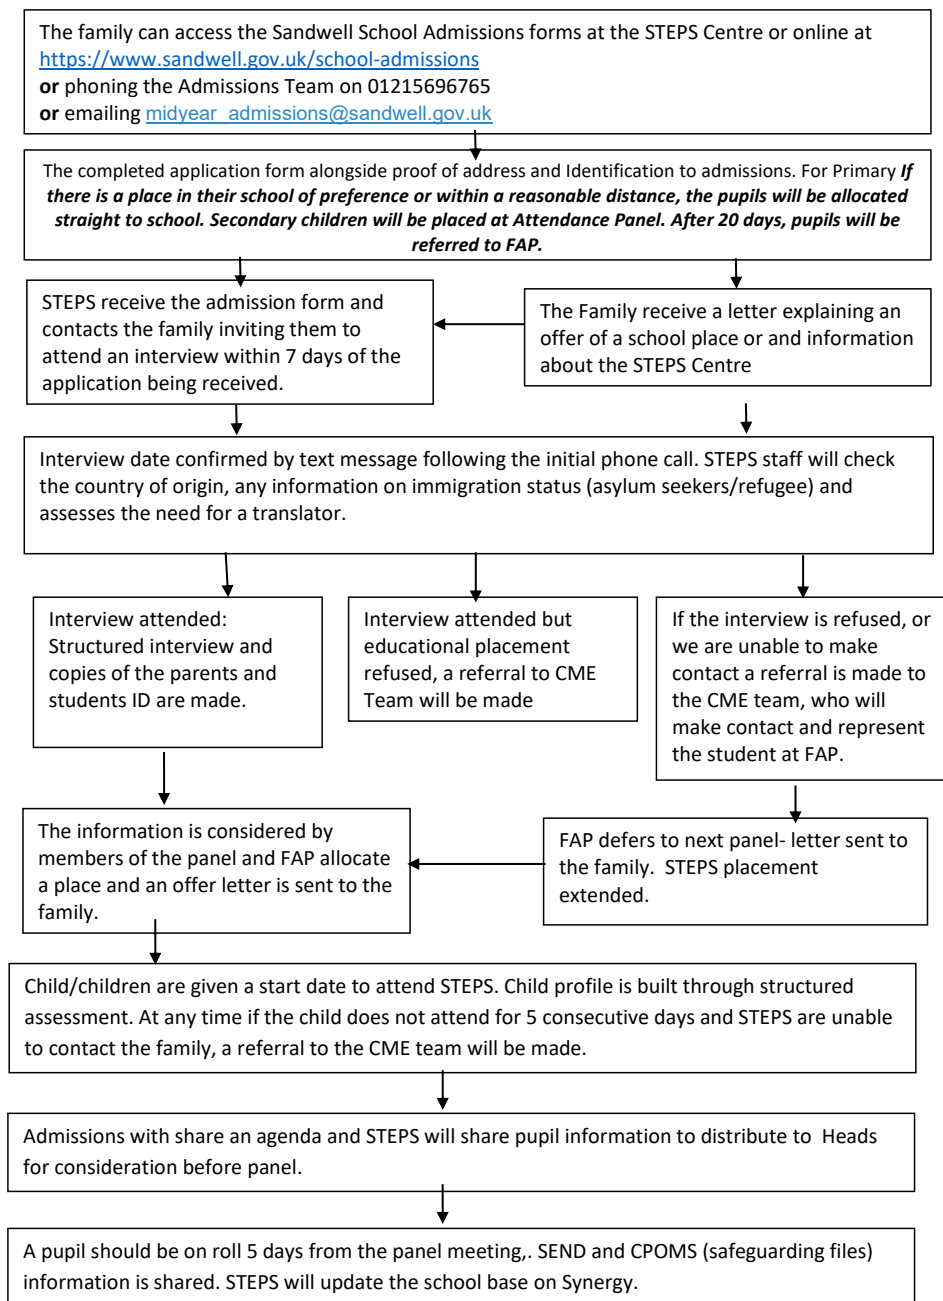 The family can access the Sandwell School Admissions forms at the STEPS Centre or online at
https://www.sandwell.gov.uk/school-admissions
or phoning the Admissions Team on 01215696765
or emailing midyear_admissions@sandwell.gov.uk
The completed application form alongside proof of address and Identification to admissions. For Primary If
there is a place in their school of preference or within a reasonable distance, the pupils will be allocated
straight to school. Secondary children will be placed at Attendance Panel. After 20 days, pupils will be
referred to FAP.
STEPS receive the admission form and
contacts the family inviting them to
attend an interview within 7 days of the
application being received.
The Family receive a letter explaining an
offer of a school place or and information
about the STEPS Centre
Interview date confirmed by text message following the initial phone call. STEPS staff will check
the country of origin, any information on immigration status (asylum seekers/refugee) and
assesses the need for a translator.
Interview attended:
Structured interview and
copies of the parents and
students ID are made.
Interview attended but
educational placement
refused, a referral to CME
Team will be made
If the interview is refused, or
we are unable to make
contact a referral is made to
the CME team, who will
make contact and represent
the student at FAP.
The information is considered by
members of the panel and FAP allocate
a place and an offer letter is sent to the
family.
FAP defers to next panel- letter sent to
the family. STEPS placement
extended.
Child/children are given a start date to attend STEPS. Child profile is built through structured
assessment. At any time if the child does not attend for 5 consecutive days and STEPS are unable
to contact the family, a referral to the CME team will be made.
Admissions with share an agenda and STEPS will share pupil information to distribute to Heads
for consideration before panel.
A pupil should be on roll 5 days from the panel meeting,. SEND and CPOMS (safeguarding files)
information is shared. STEPS will update the school base on Synergy.